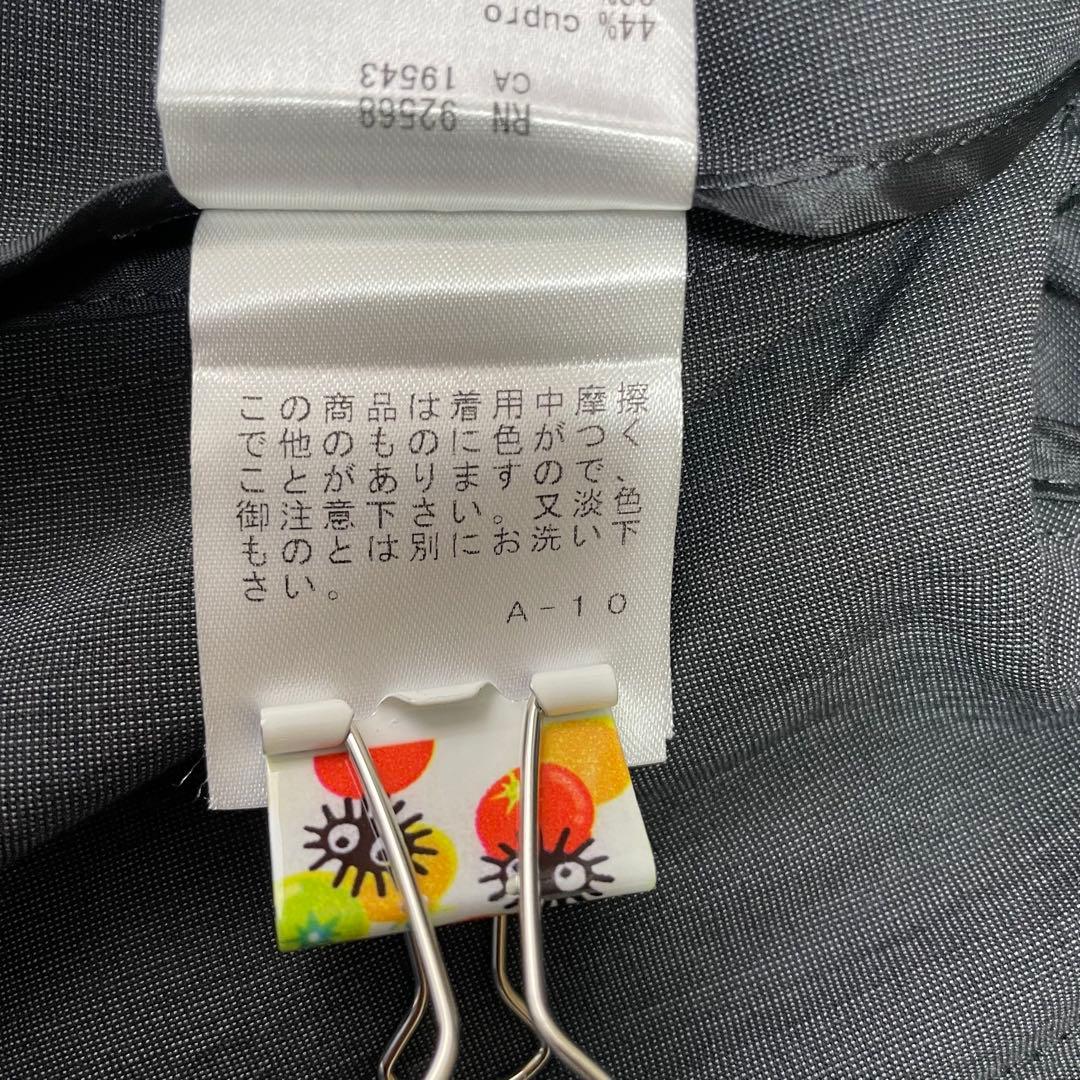 RN 92568
CA 19543
44% cupro
この商品は着用中摩擦
で他のものに色がつく
ことがありますので、
御注意下さい。又淡色
ものとは別にお洗い下
さい。
A-10